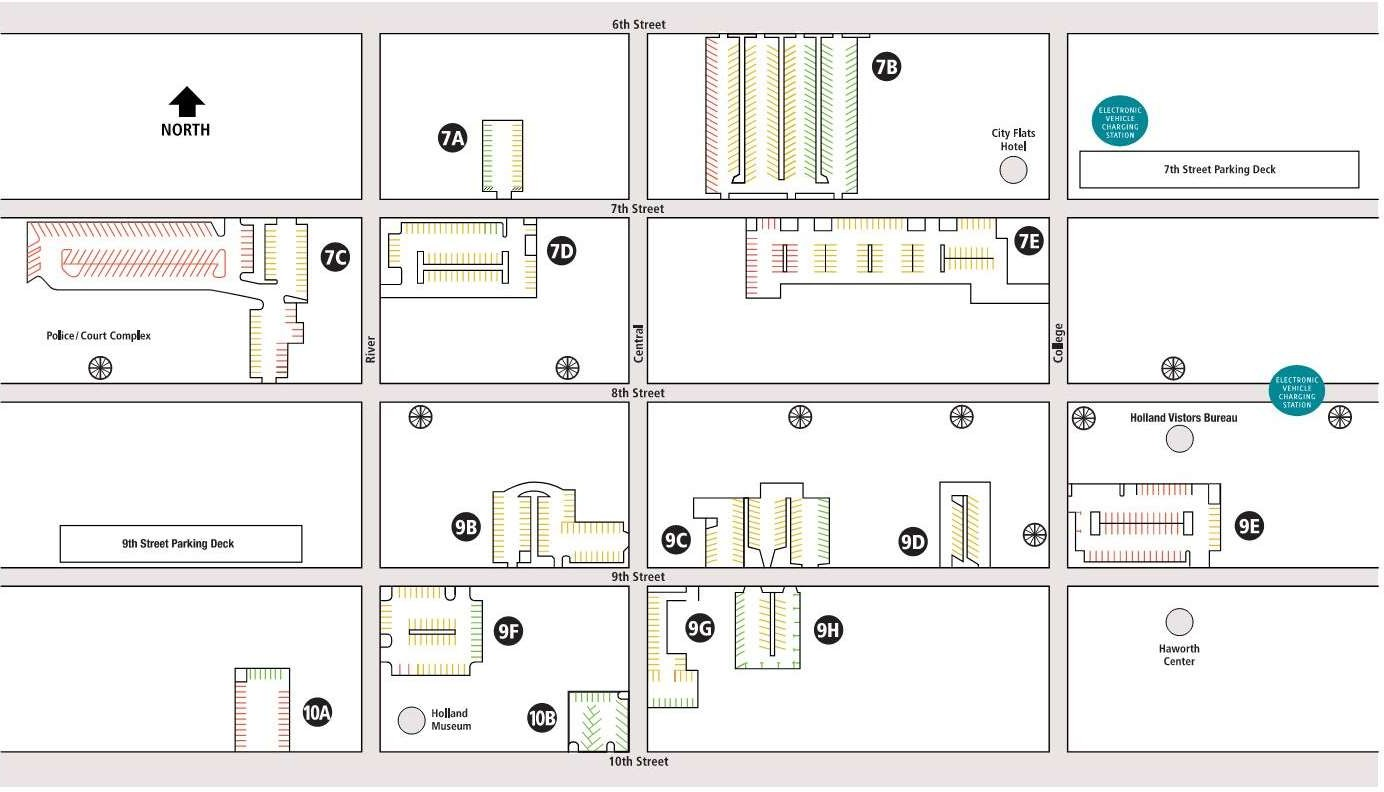 6th Street
NORTH
7A
7B
City Flats
Hotel
ELECTRONIC
VEHICLE
CHARGING
STATION
7th Street Parking Deck
7th Street
7C
7D
7E
Police/Court Complex
River
Central
College
8th Street
ELECTRONIC
VEHICLE
CHARGING
STATION
Holland Vistors Bureau
9th Street Parking Deck
9B
9C
9D
9E
9th Street
9F
9G
9H
Haworth
Center
10A
Holland
Museum
10B
10th Street